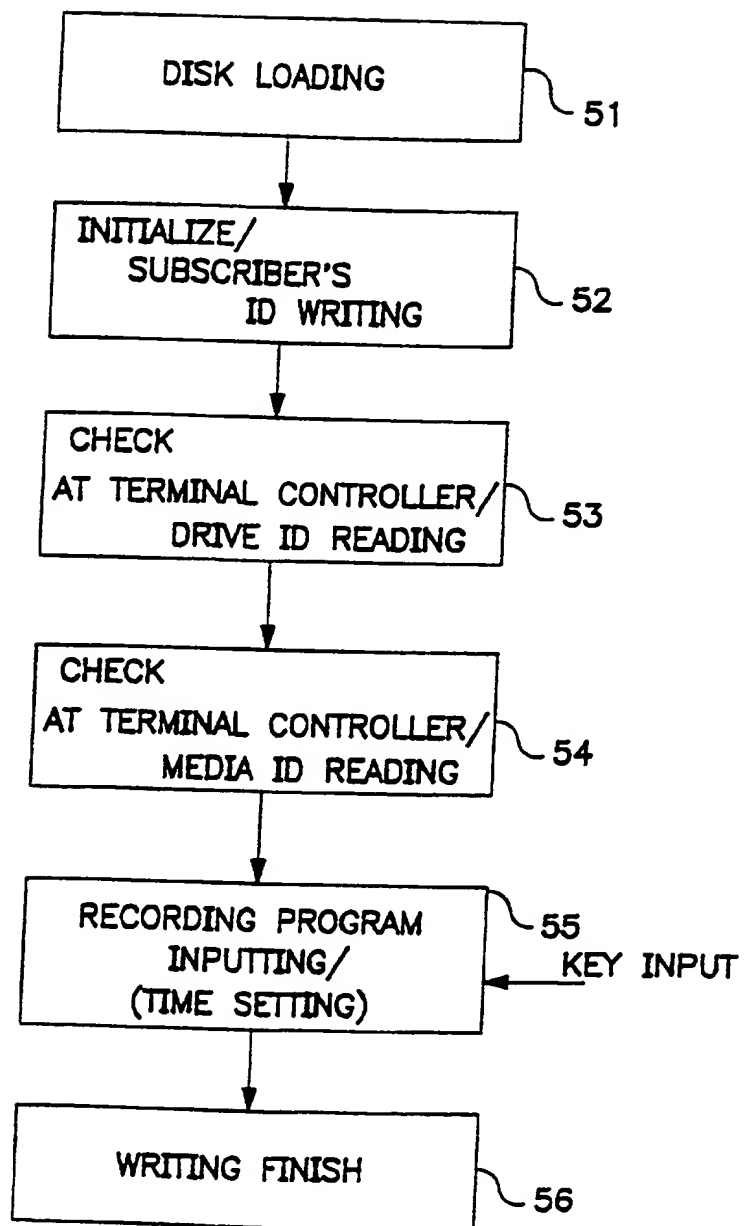 DISK LOADING
51
INITIALIZE/
SUBSCRIBER'S
ID WRITING
52
CHECK
AT TERMINAL CONTROLLER/
DRIVE ID READING
53
CHECK
AT TERMINAL CONTROLLER/
MEDIA ID READING
54
RECORDING PROGRAM
INPUTTING/
(TIME SETTING)
55
KEY INPUT
WRITING FINISH
56